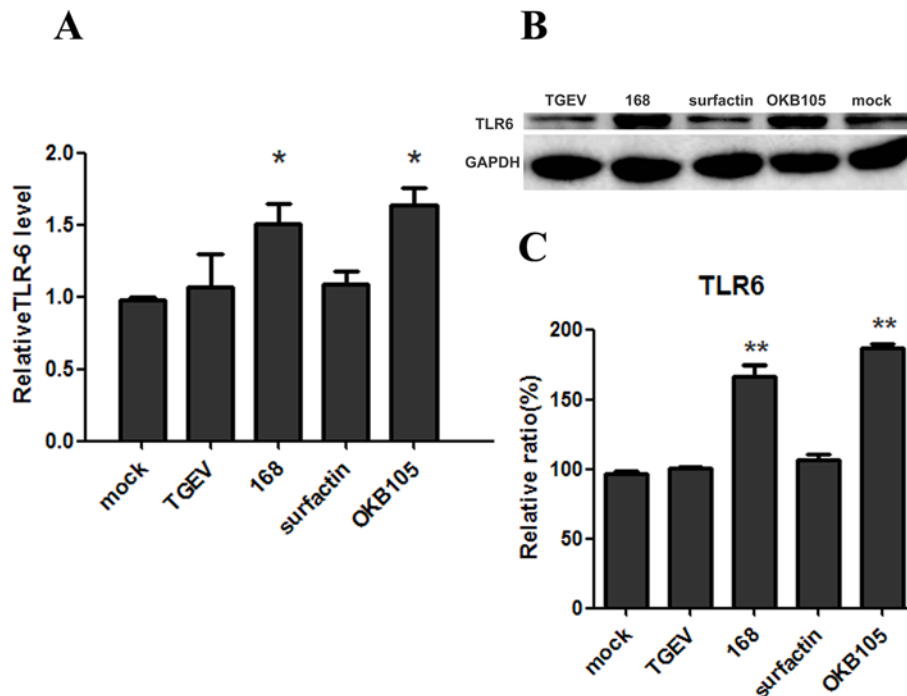 A
RelativeTLR-6 level
2.0
1.5
1.0
0.5
0.0
* *
mock TGEV 168 surfactin OKB105
B
TGEV 168 surfactin OKB105 mock
TLR6
GAPDH
C
TLR6
Relative ratio(%)
200
150
100
50
0
** **
mock TGEV 168 surfactin OKB105